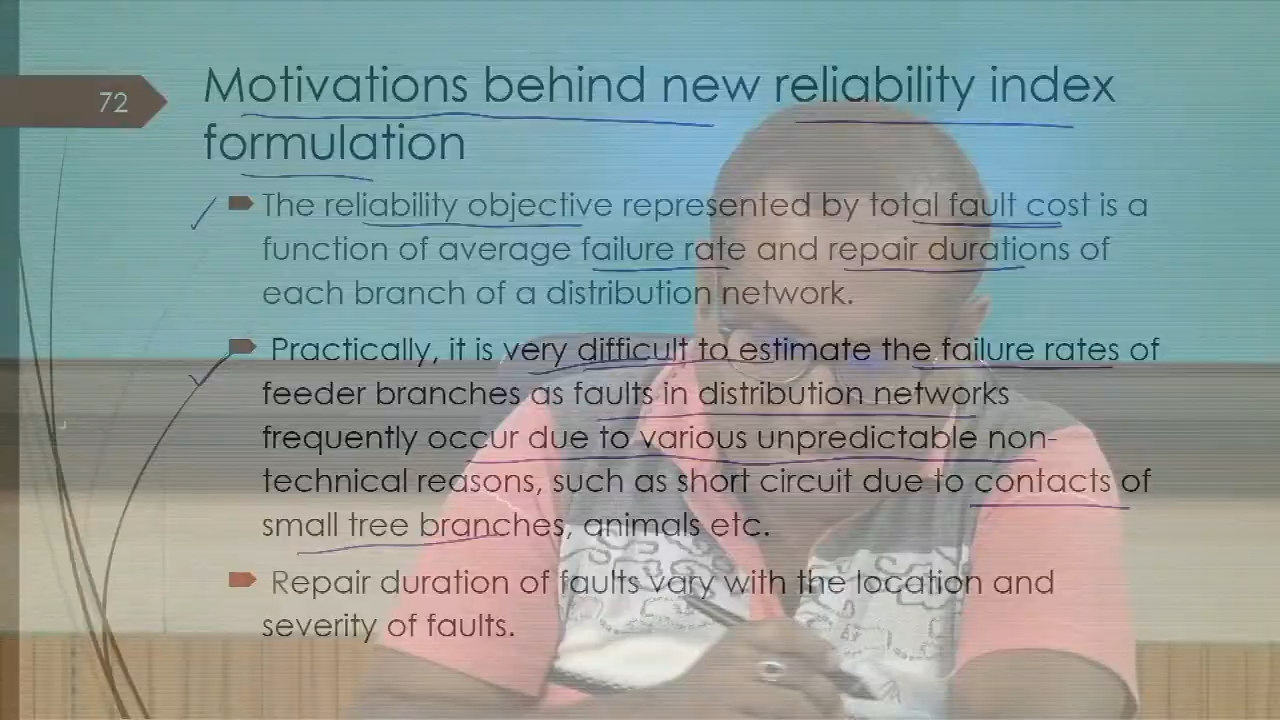 72
Motivations behind new reliability index
formulation
The reliability objective represented by total fault cost is a
function of average failure rate and repair durations of
each branch of a distribution network.
Practically, it is very difficult to estimate the failure rates of
feeder branches as faults in distribution networks
frequently occur due to various unpredictable non-
technical reasons, such as short circuit due to contacts of
small tree branches, animals etc.
Repair duration of faults vary with the location and
severity of faults.